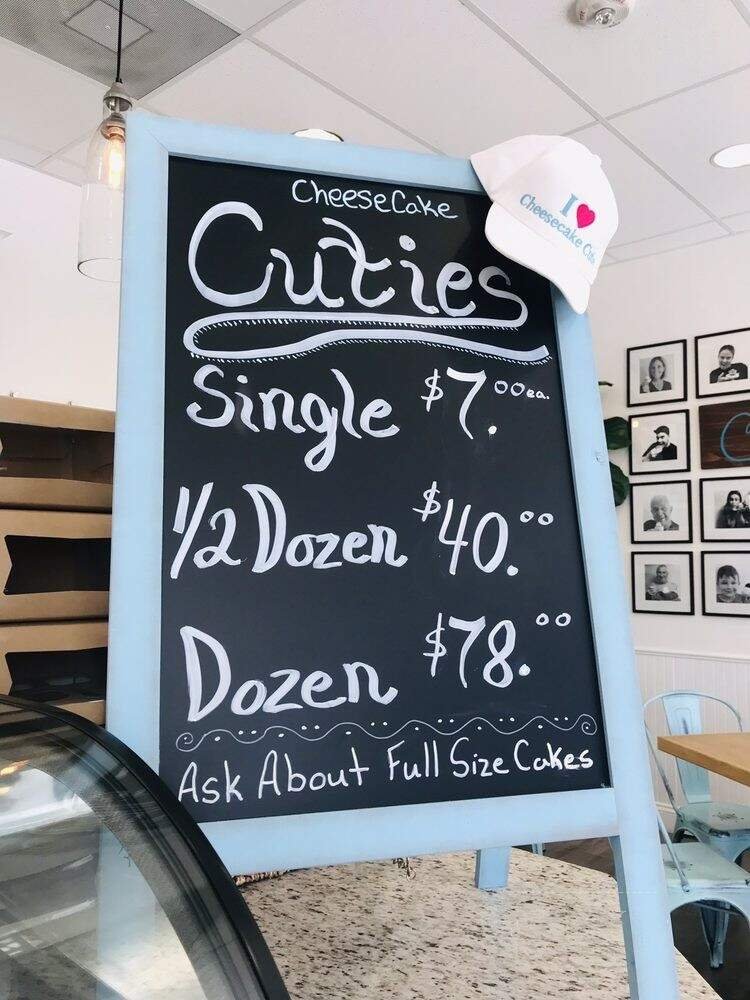 CheeseCake
Cuties
Single $7.00ea.
1/2 Dozen $40.00
Dozen $78.00
Ask About Full Size Cakes
I ♥
Cheesecake